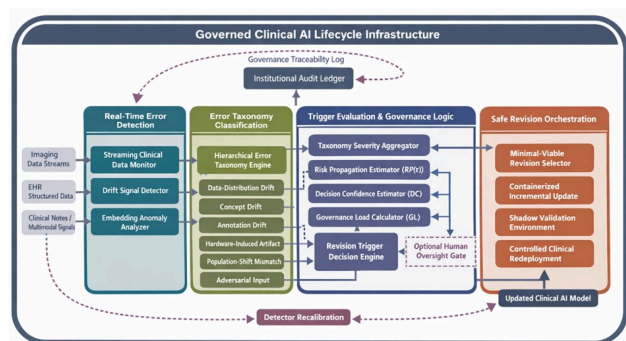 Governed Clinical AI Lifecycle Infrastructure
Governance Traceability Log
Institutional Audit Ledger
Real-Time Error
Detection
Error Taxonomy
Classification
Trigger Evaluation & Governance Logic
Safe Revision Orchestration
Imaging
Data Streams
EHR
Structured Data
Clinical Notes /
Multimodal Signals
Streaming Clinical
Data Monitor
Drift Signal Detector
Embedding Anomaly
Analyzer
Hierarchical Error
Taxonomy Engine
Data-Distribution Drift
Concept Drift
Annotation Drift
Hardware-Induced Artifact
Population-Shift Mismatch
Adversarial Input
Taxonomy Severity Aggregator
Risk Propagation Estimator (RP(t))
Decision Confidence Estimator (DC)
Governance Load Calculator (GL)
Revision Trigger
Decision Engine
Optional Human
Oversight Gate
Minimal-Viable
Revision Selector
Containerized
Incremental Update
Shadow Validation
Environment
Controlled Clinical
Redeployment
Updated Clinical AI Model
Detector Recalibration